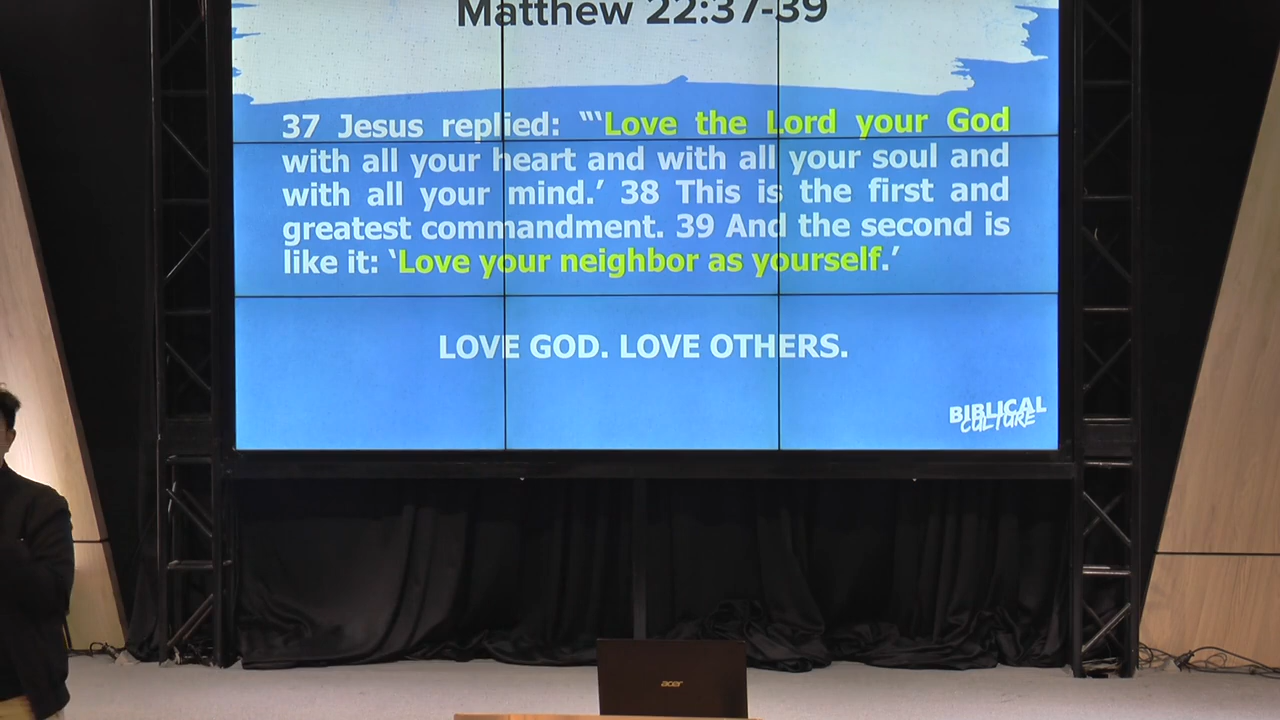 Matthew 22:37-39
37 Jesus replied: "'Love the Lord your God
with all your heart and with all your soul and
with all your mind.' 38 This is the first and
greatest commandment. 39 And the second is
like it: 'Love your neighbor as yourself.'
LOVE GOD. LOVE OTHERS.
BIBLICAL
CULTURE
acer